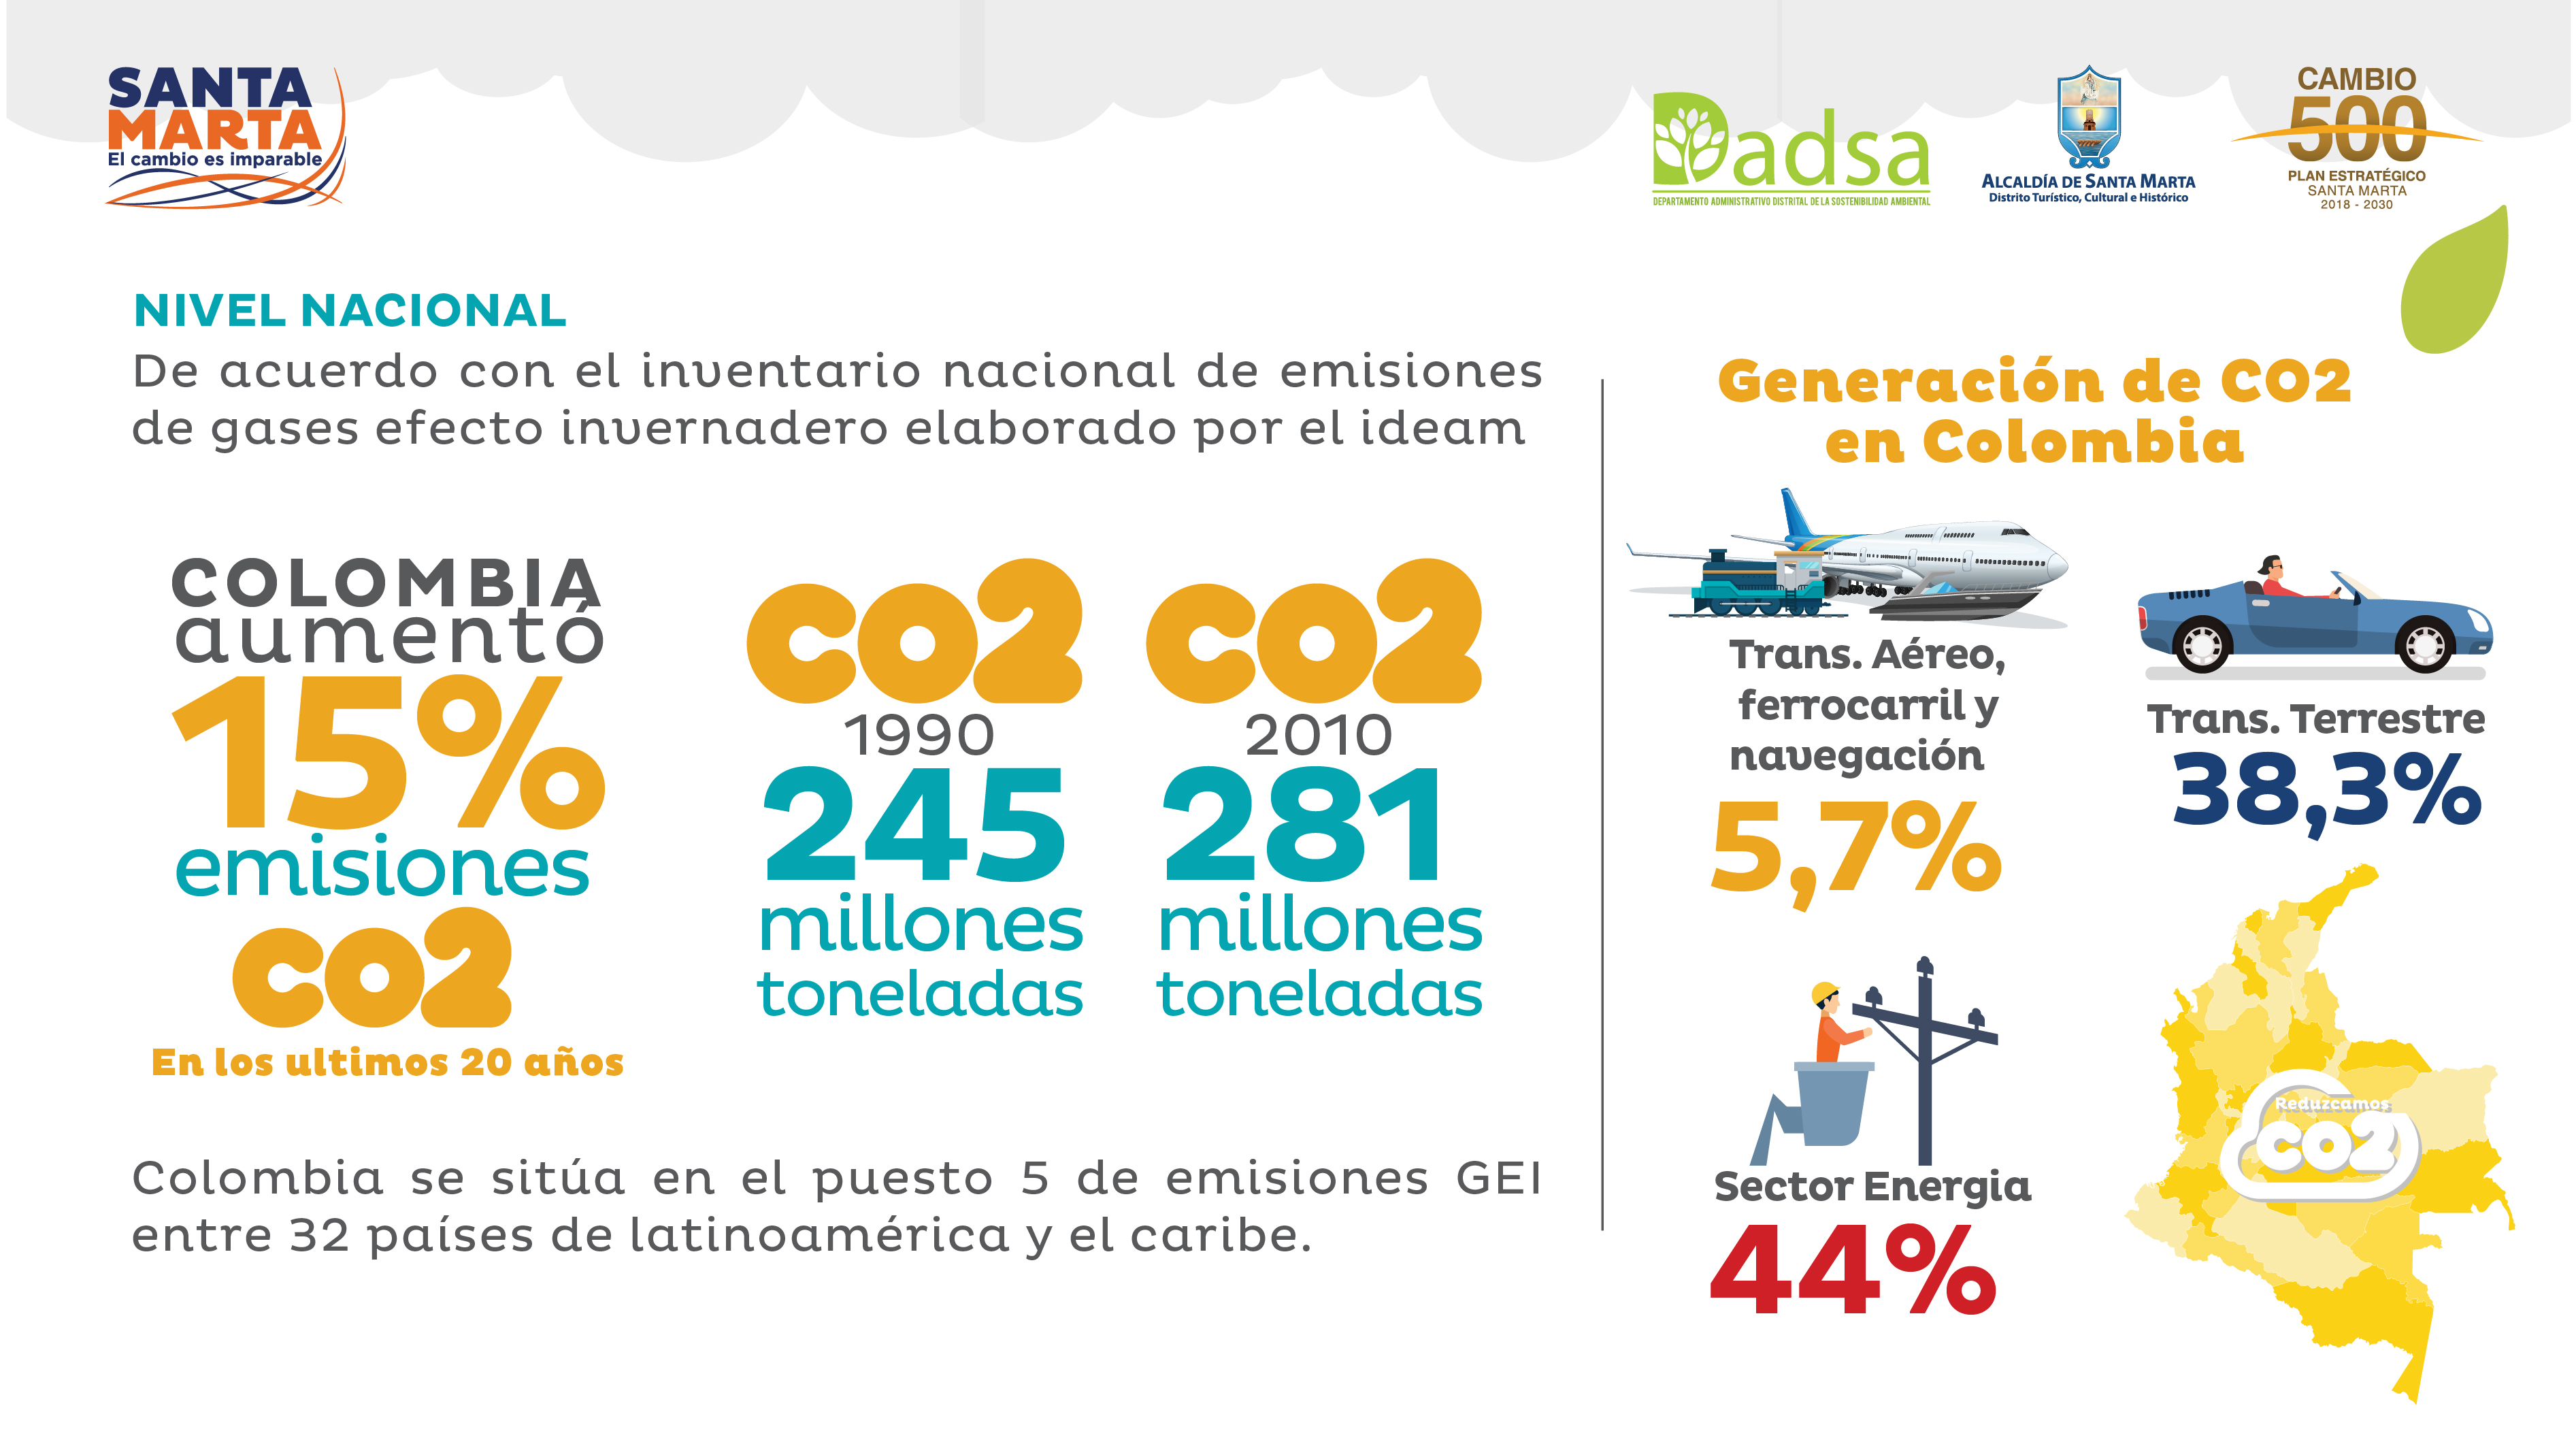 SANTA
MARTA
El cambio es imparable
Dadsa
DEPARTAMENTO ADMINISTRATIVO DISTRITAL DE LA SOSTENIBILIDAD AMBIENTAL
ALCALDÍA DE SANTA MARTA
Distrito Turístico, Cultural e Histórico
CAMBIO
500
PLAN ESTRATÉGICO
SANTA MARTA
2018 - 2030
NIVEL NACIONAL
De acuerdo con el inventario nacional de emisiones
de gases efecto invernadero elaborado por el ideam
COLOMBIA
aumentó
15%
emisiones
CO2
En los ultimos 20 años
CO2
1990
245
millones
toneladas
CO2
2010
281
millones
toneladas
Colombia se sitúa en el puesto 5 de emisiones GEI
entre 32 países de latinoamérica y el caribe.
Generación de CO2
en Colombia
Trans. Aéreo,
ferrocarril y
navegación
5,7%
Trans. Terrestre
38,3%
Sector Energia
44%
Reduzcamos
CO2